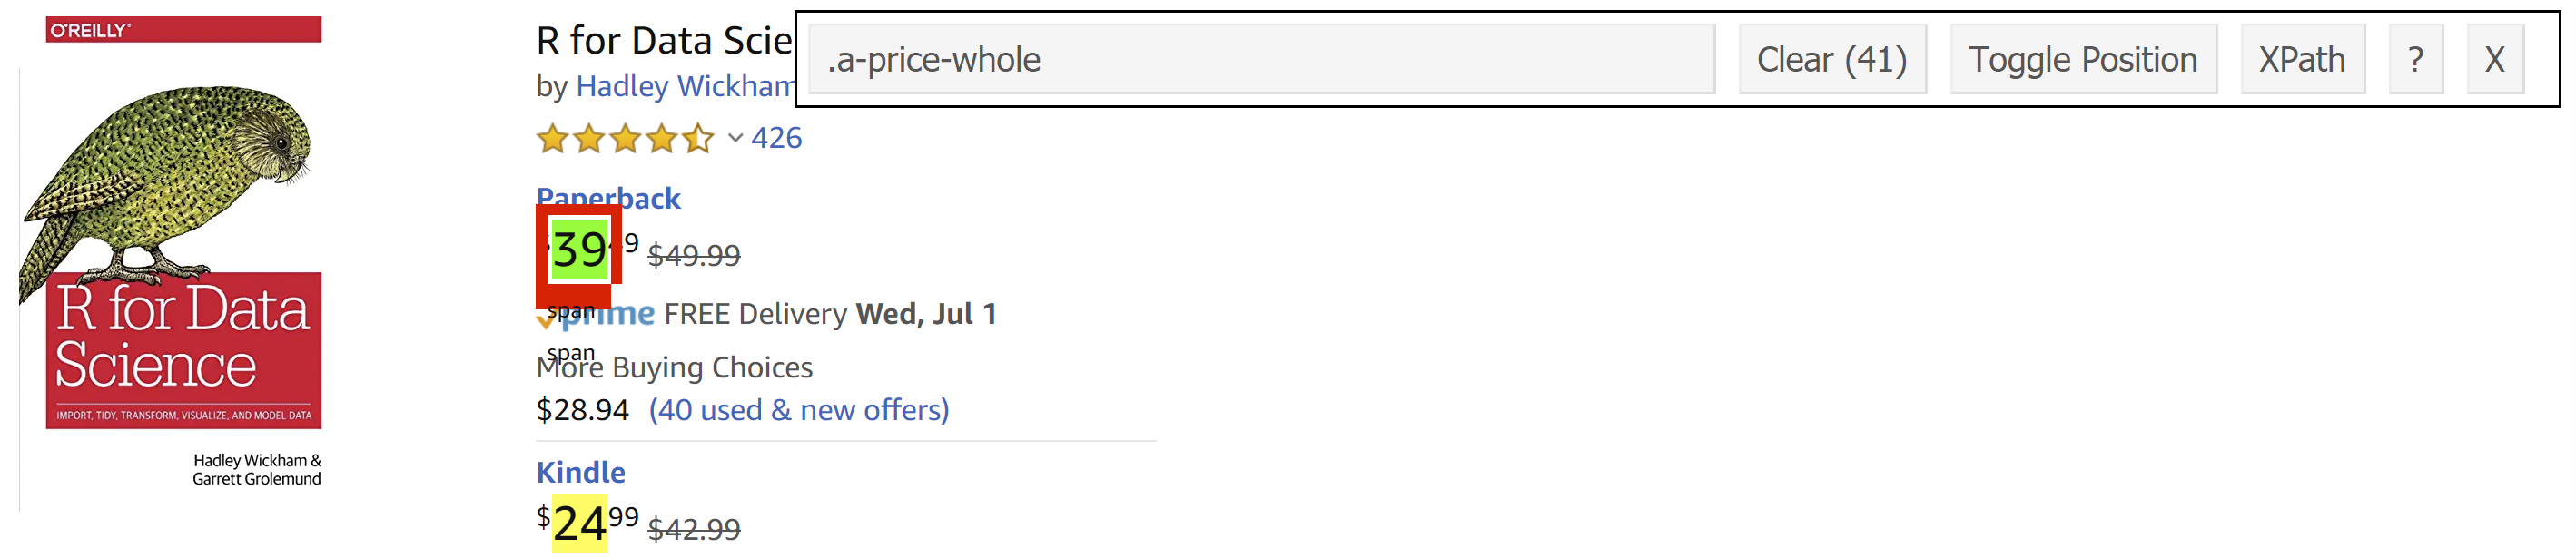 O'REILLY®
R for Data
Science
IMPORT, TIDY, TRANSFORM, VISUALIZE, AND MODEL DATA
Hadley Wickham &
Garrett Grolemund
R for Data Scie
by Hadley Wickham
.a-price-whole
Clear (41)
Toggle Position
XPath
?
X
426
Paperback
$39.49 $49.99
span
prime FREE Delivery Wed, Jul 1
span
More Buying Choices
$28.94 (40 used & new offers)
Kindle
$24 99 $42.99